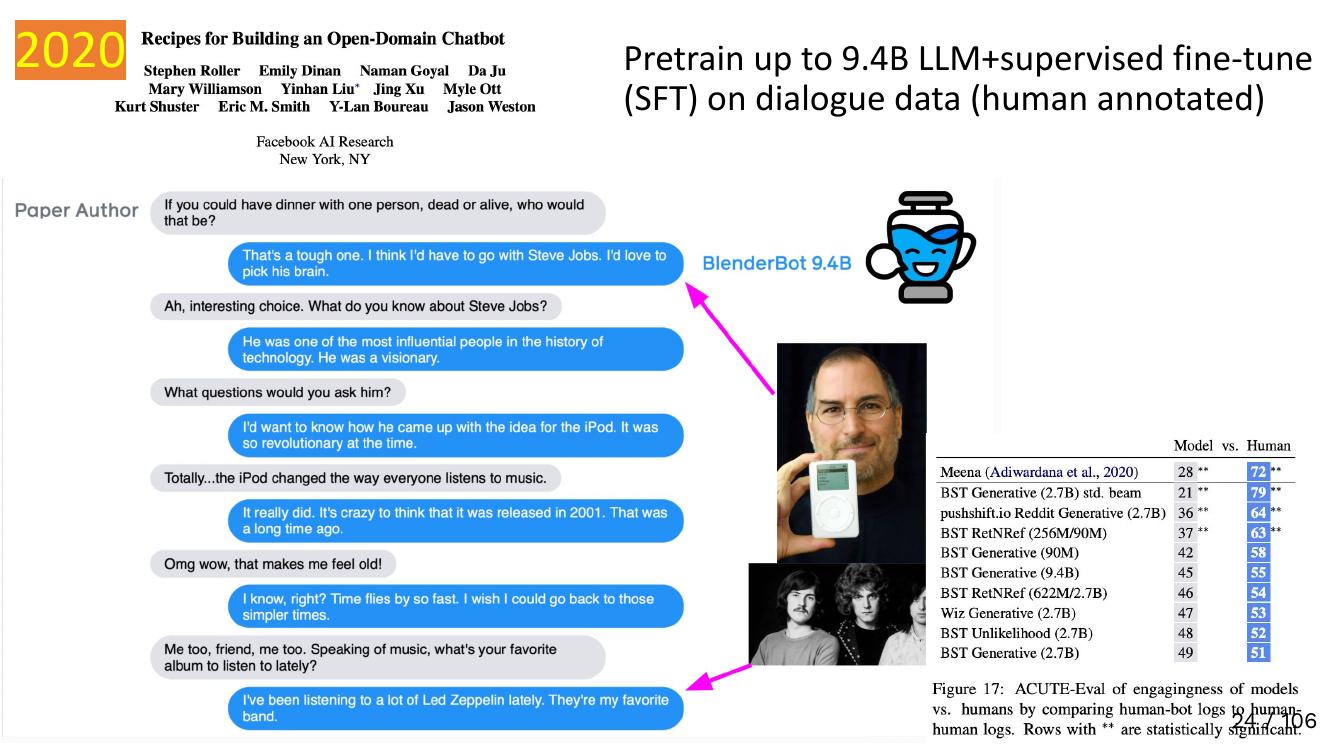 2020
Recipes for Building an Open-Domain Chatbot
Stephen Roller Emily Dinan Naman Goyal Da Ju
Mary Williamson Yinhan Liu* Jing Xu Myle Ott
Kurt Shuster Eric M. Smith Y-Lan Boureau Jason Weston
Facebook AI Research
New York, NY
Pretrain up to 9.4B LLM+supervised fine-tune
(SFT) on dialogue data (human annotated)
Paper Author
If you could have dinner with one person, dead or alive, who would
that be?
That's a tough one. I think I'd have to go with Steve Jobs. I'd love to
pick his brain.
BlenderBot 9.4B
Ah, interesting choice. What do you know about Steve Jobs?
He was one of the most influential people in the history of
technology. He was a visionary.
What questions would you ask him?
I'd want to know how he came up with the idea for the iPod. It was
so revolutionary at the time.
Totally...the iPod changed the way everyone listens to music.
It really did. It's crazy to think that it was released in 2001. That was
a long time ago.
Omg wow, that makes me feel old!
I know, right? Time flies by so fast. I wish I could go back to those
simpler times.
Me too, friend, me too. Speaking of music, what's your favorite
album to listen to lately?
I've been listening to a lot of Led Zeppelin lately. They're my favorite
band.
Model vs. Human
Meena (Adiwardana et al., 2020) 28 ** 72 **
BST Generative (2.7B) std. beam 21 ** 79 **
pushshift.io Reddit Generative (2.7B) 36 ** 64 **
BST RetNRef (256M/90M) 37 ** 63 **
BST Generative (90M) 42 58
BST Generative (9.4B) 45 55
BST RetNRef (622M/2.7B) 46 54
Wiz Generative (2.7B) 47 53
BST Unlikelihood (2.7B) 48 52
BST Generative (2.7B) 49 51
Figure 17: ACUTE-Eval of engagingness of models
vs. humans by comparing human-bot logs to human-
human logs. Rows with ** are statistically significant.
24 / 106